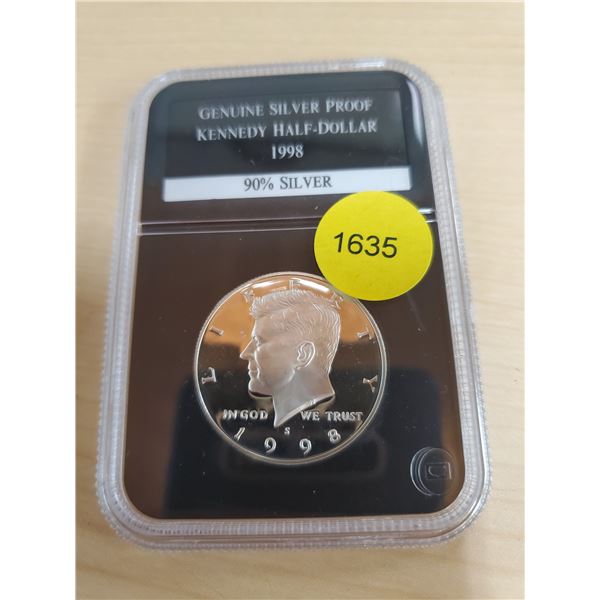 GENUINE SILVER PROOF
KENNEDY HALF-DOLLAR
1998
90% SILVER
1635
LIBERTY
IN GOD WE TRUST
S
1998